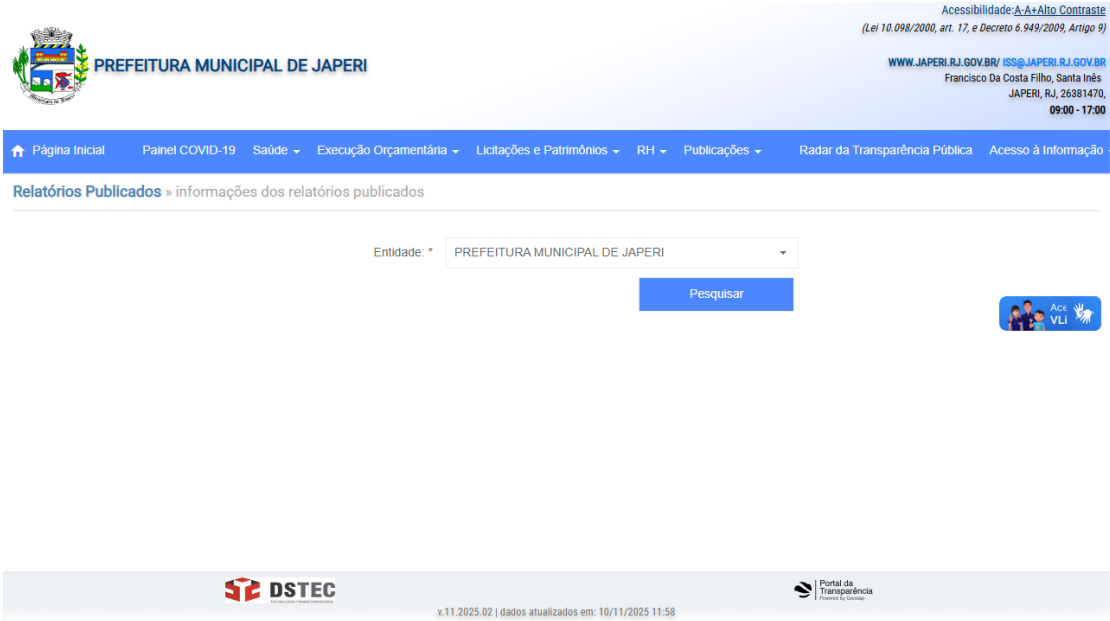 Acessibilidade:A-A+Alto Contraste
(Lei 10.098/2000, art. 17, e Decreto 6.949/2009, Artigo 9)
PREFEITURA MUNICIPAL DE JAPERI
WWW.JAPERI.RJ.GOV.BR/ ISS@JAPERI.RJ.GOV.BR
Francisco Da Costa Filho, Santa Inês
JAPERI, RJ, 26381470,
09:00 - 17:00
Página Inicial Painel COVID-19 Saúde Execução Orçamentária Licitações e Patrimônios RH Publicações Radar da Transparência Pública Acesso à Informação
Relatórios Publicados » informações dos relatórios publicados
Entidade: * PREFEITURA MUNICIPAL DE JAPERI
Pesquisar
Ace
VLi
DSTEC
Portal da
Transparência
v.11.2025.02 | dados atualizados em: 10/11/2025 11:58